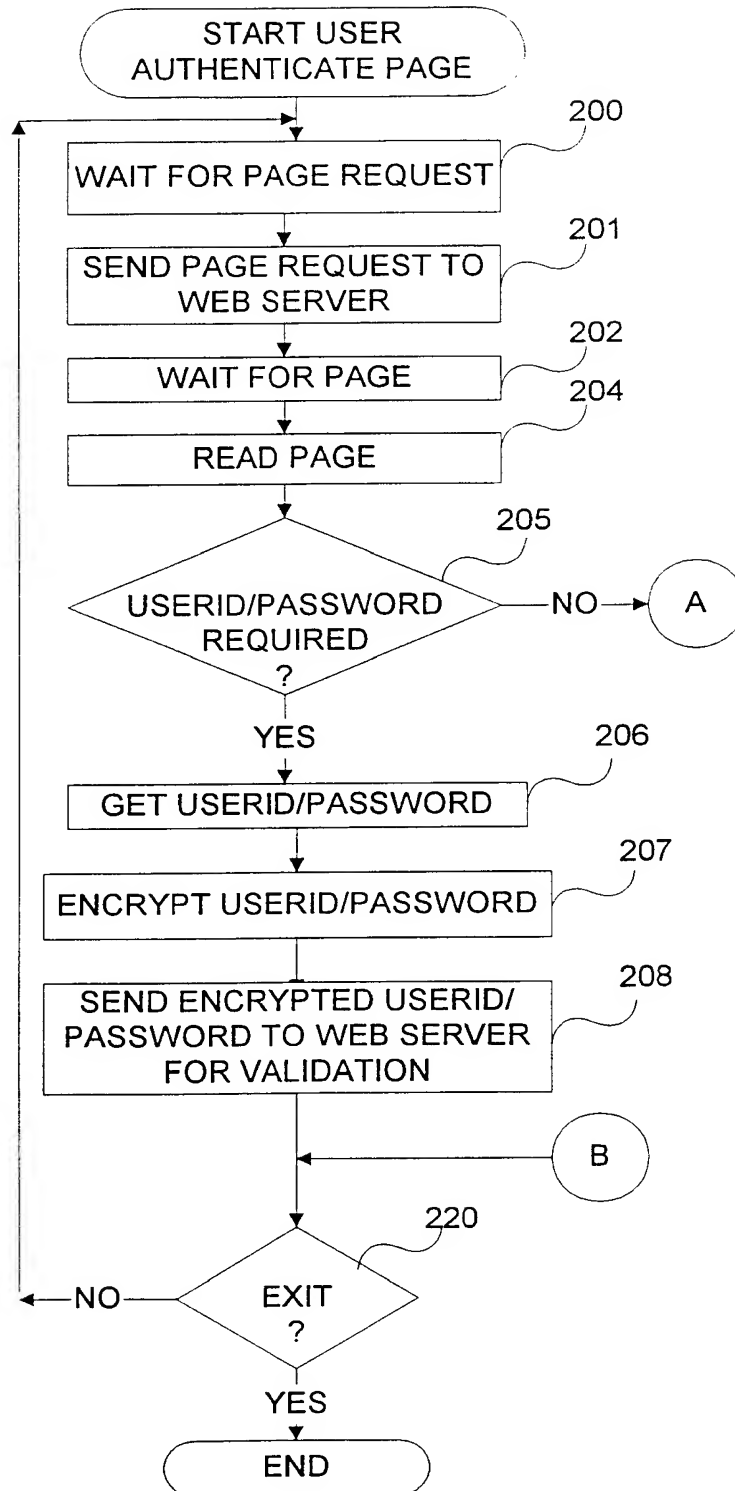 START USER
AUTHENTICATE PAGE
200
WAIT FOR PAGE REQUEST
201
SEND PAGE REQUEST TO
WEB SERVER
202
WAIT FOR PAGE
204
READ PAGE
205
USERID/PASSWORD
REQUIRED
?
NO
A
YES
206
GET USERID/PASSWORD
207
ENCRYPT USERID/PASSWORD
208
SEND ENCRYPTED USERID/
PASSWORD TO WEB SERVER
FOR VALIDATION
B
220
EXIT
?
NO
YES
END